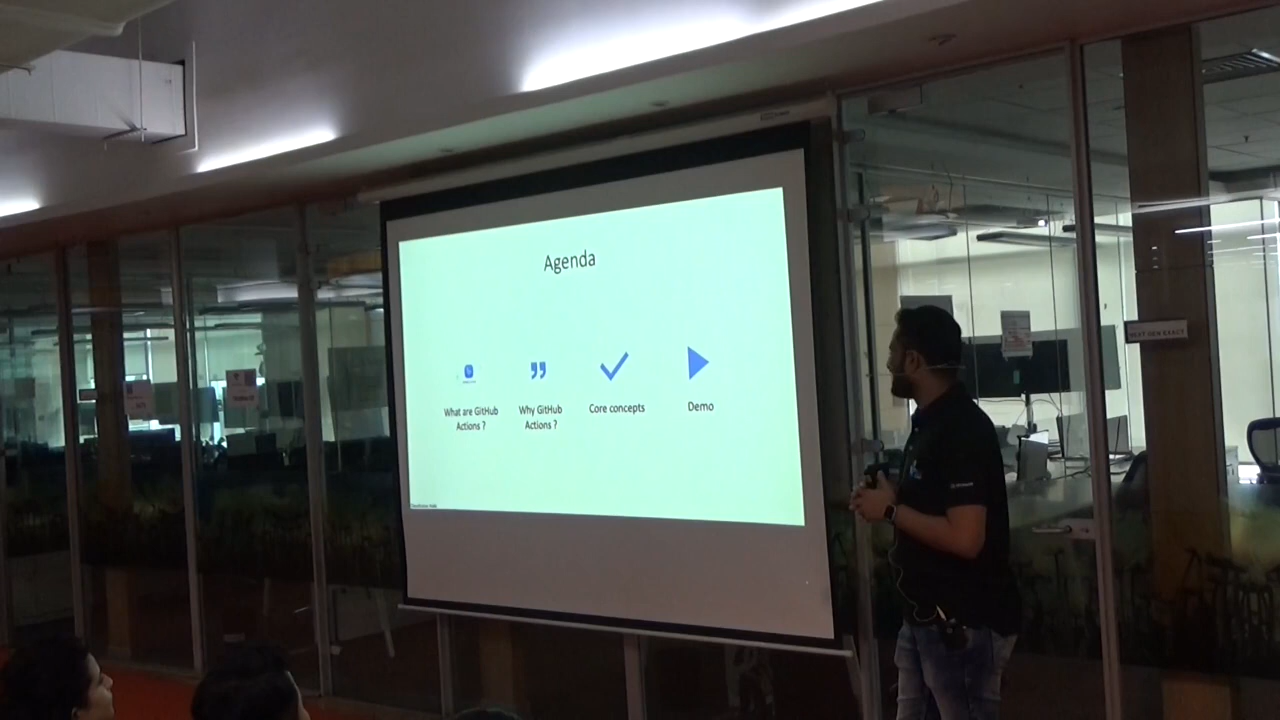 Agenda
What are GitHub
Actions ?
Why GitHub
Actions ?
Core concepts
Demo